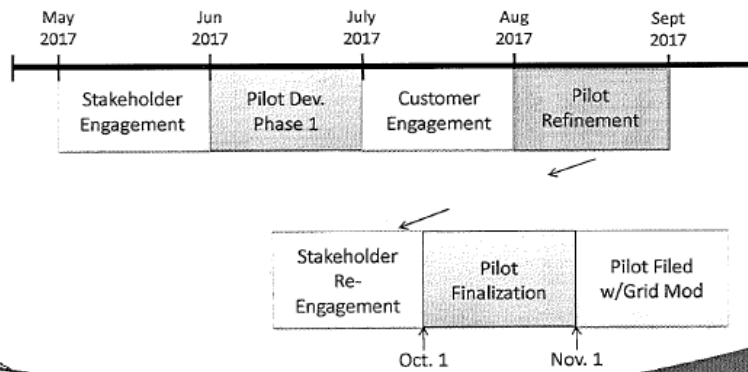 May Jun July Aug Sept
2017 2017 2017 2017 2017
Stakeholder
Engagement
Pilot Dev.
Phase 1
Customer
Engagement
Pilot
Refinement
Stakeholder
Re-
Engagement
Pilot
Finalization
Pilot Filed
w/Grid Mod
Oct. 1 Nov. 1